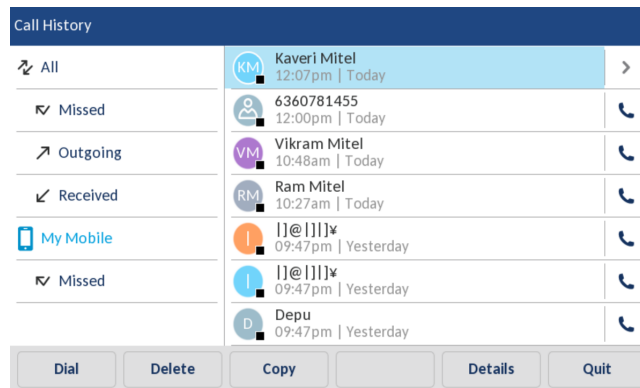 Call History
All
Missed
Outgoing
Received
My Mobile
Missed
KM
Kaveri Mitel
12:07pm | Today
6360781455
12:00pm | Today
VM
Vikram Mitel
10:48am | Today
RM
Ram Mitel
10:27am | Today
|
|]@|]|]¥
09:47pm | Yesterday
|
|]@|]|]¥
09:47pm | Yesterday
D
Depu
09:47pm | Yesterday
Dial
Delete
Copy
Details
Quit